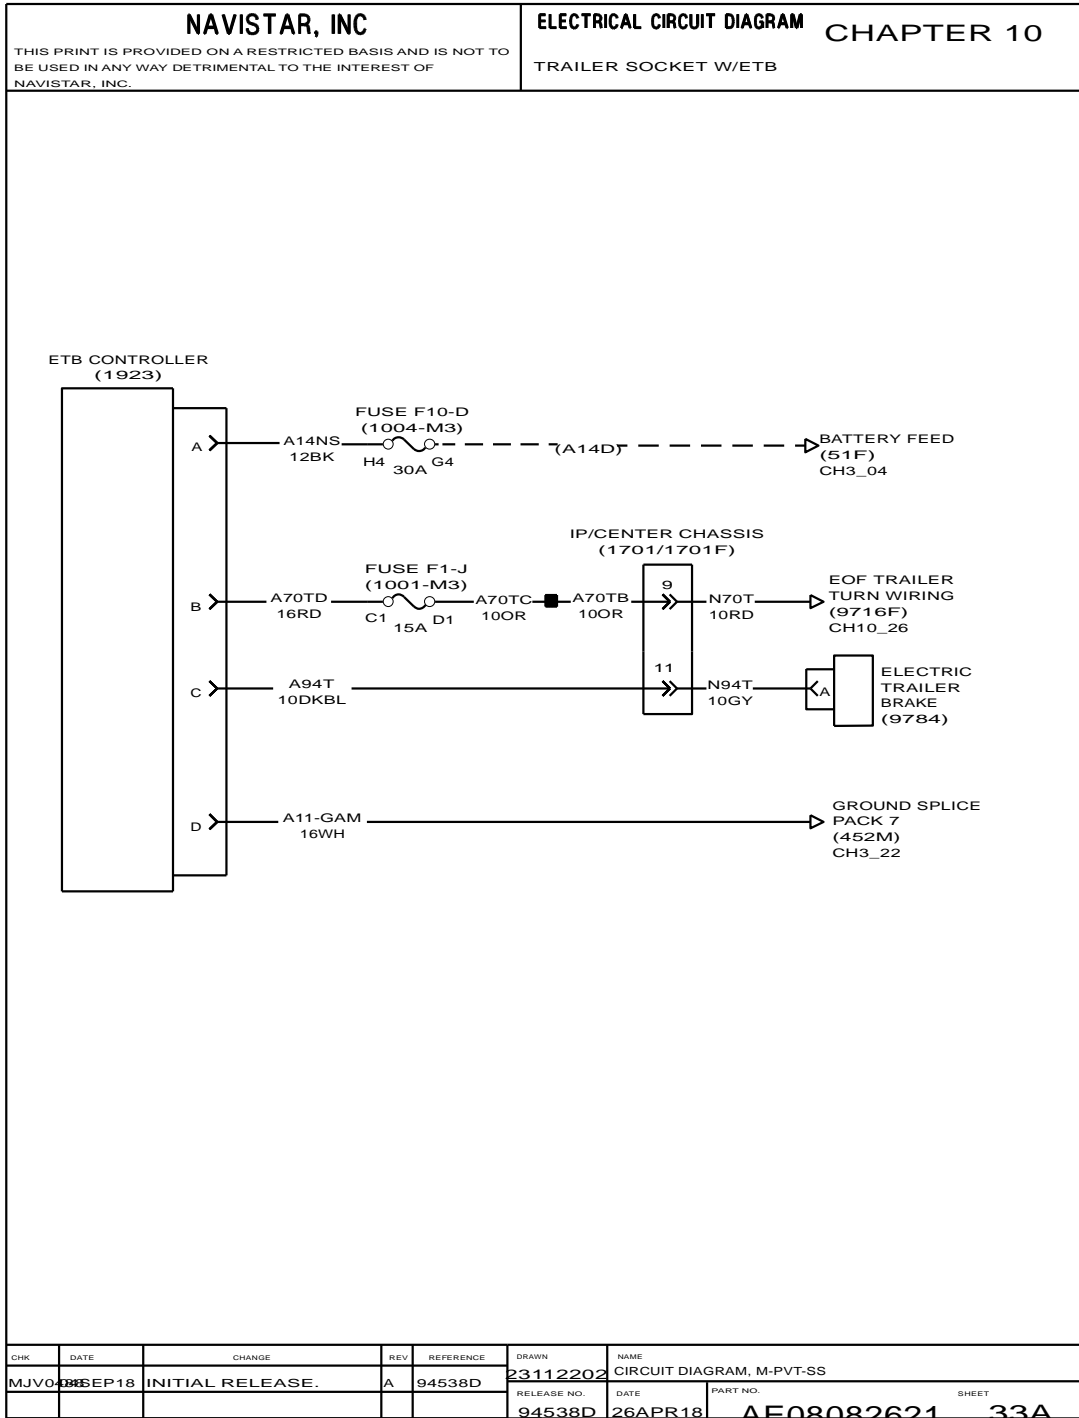 NAVISTAR, INC
THIS PRINT IS PROVIDED ON A RESTRICTED BASIS AND IS NOT TO
BE USED IN ANY WAY DETRIMENTAL TO THE INTEREST OF
NAVISTAR, INC.
ELECTRICAL CIRCUIT DIAGRAM
CHAPTER 10
TRAILER SOCKET W/ETB
ETB CONTROLLER
(1923)
A
A14NS
12BK
FUSE F10-D
(1004-M3)
H4
30A
G4
(A14D)
BATTERY FEED
(51F)
CH3_04
IP/CENTER CHASSIS
(1701/1701F)
B
A70TD
16RD
FUSE F1-J
(1001-M3)
C1
15A
D1
A70TC
10OR
A70TB
10OR
9
N70T
10RD
EOF TRAILER
TURN WIRING
(9716F)
CH10_26
C
A94T
10DKBL
11
N94T
10GY
A
ELECTRIC
TRAILER
BRAKE
(9784)
D
A11-GAM
16WH
GROUND SPLICE
PACK 7
(452M)
CH3_22
CHK
DATE
CHANGE
REV
REFERENCE
DRAWN
NAME
SEP18
INITIAL RELEASE.
A
94538D
23112202
CIRCUIT DIAGRAM, M-PVT-SS
RELEASE NO.
DATE
PART NO.
SHEET
94538D
26APR18
AE08082621
33A